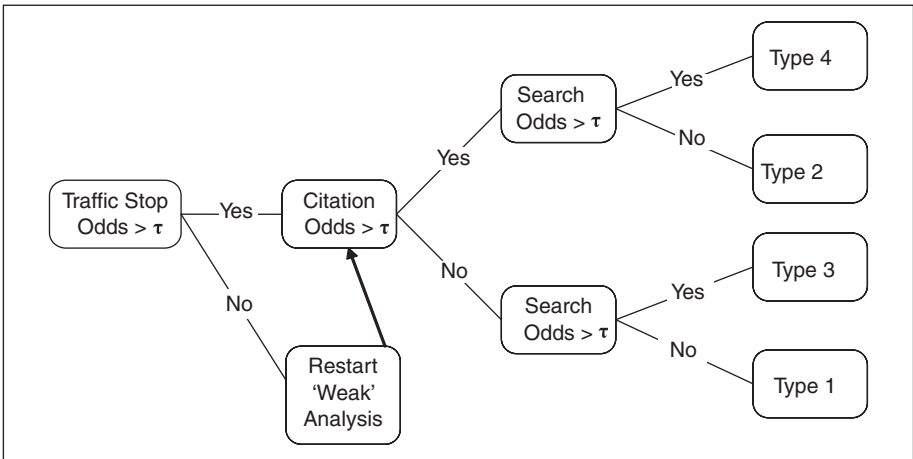 Traffic Stop
Odds > τ
Yes
No
Restart
‘Weak’
Analysis
Citation
Odds > τ
Yes
No
Search
Odds > τ
Yes
No
Type 4
Type 2
Search
Odds > τ
Yes
No
Type 3
Type 1